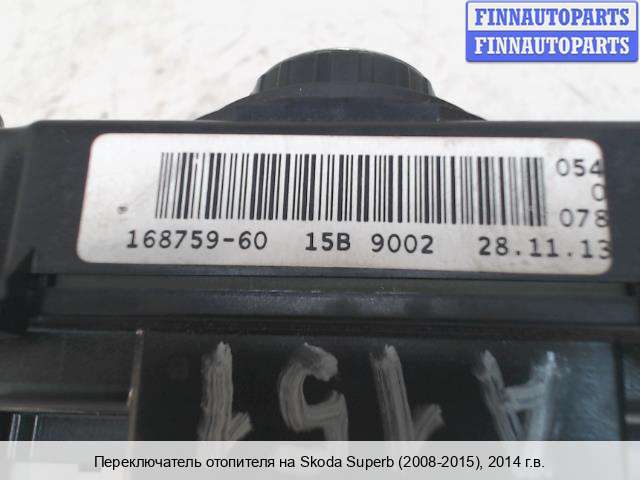 FINNAUTOPARTS
FINNAUTOPARTS
054
0
078
168759-60 15B 9002 28.11.13
Переключатель отопителя на Skoda Superb (2008-2015), 2014 г.в.